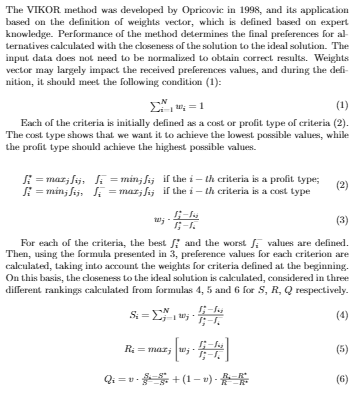 The VIKOR method was developed by Opricovic in 1998, and its application
based on the definition of weights vector, which is defined based on expert
knowledge. Performance of the method determines the final preferences for al-
ternatives calculated with the closeness of the solution to the ideal solution. The
input data does not need to be normalized to obtain correct results. Weights
vector may largely impact the received preferences values, and during the defi-
nition, it should meet the following condition (1):
∑_{i=1}^{N} w_i = 1 (1)
Each of the criteria is initially defined as a cost or profit type of criteria (2).
The cost type shows that we want it to achieve the lowest possible values, while
the profit type should achieve the highest possible values.
f_i^* = max_j f_{ij}, f_i^- = min_j f_{ij} if the i − th criteria is a profit type;
f_i^* = min_j f_{ij}, f_i^- = max_j f_{ij} if the i − th criteria is a cost type (2)
w_j · \frac{f_j^* − f_{ij}}{f_j^* − f_i^-} (3)
For each of the criteria, the best f_i^* and the worst f_i^- values are defined.
Then, using the formula presented in 3, preference values for each criterion are
calculated, taking into account the weights for criteria defined at the beginning.
On this basis, the closeness to the ideal solution is calculated, considered in three
different rankings calculated from formulas 4, 5 and 6 for S, R, Q respectively.
S_i = ∑_{j=1}^{N} w_j · \frac{f_j^* − f_{ij}}{f_j^* − f_i^-} (4)
R_i = max_j [ w_j · \frac{f_j^* − f_{ij}}{f_j^* − f_i^-} ] (5)
Q_i = v · \frac{S_i − S^*}{S^- − S^*} + (1 − v) · \frac{R_i − R^*}{R^- − R^*} (6)